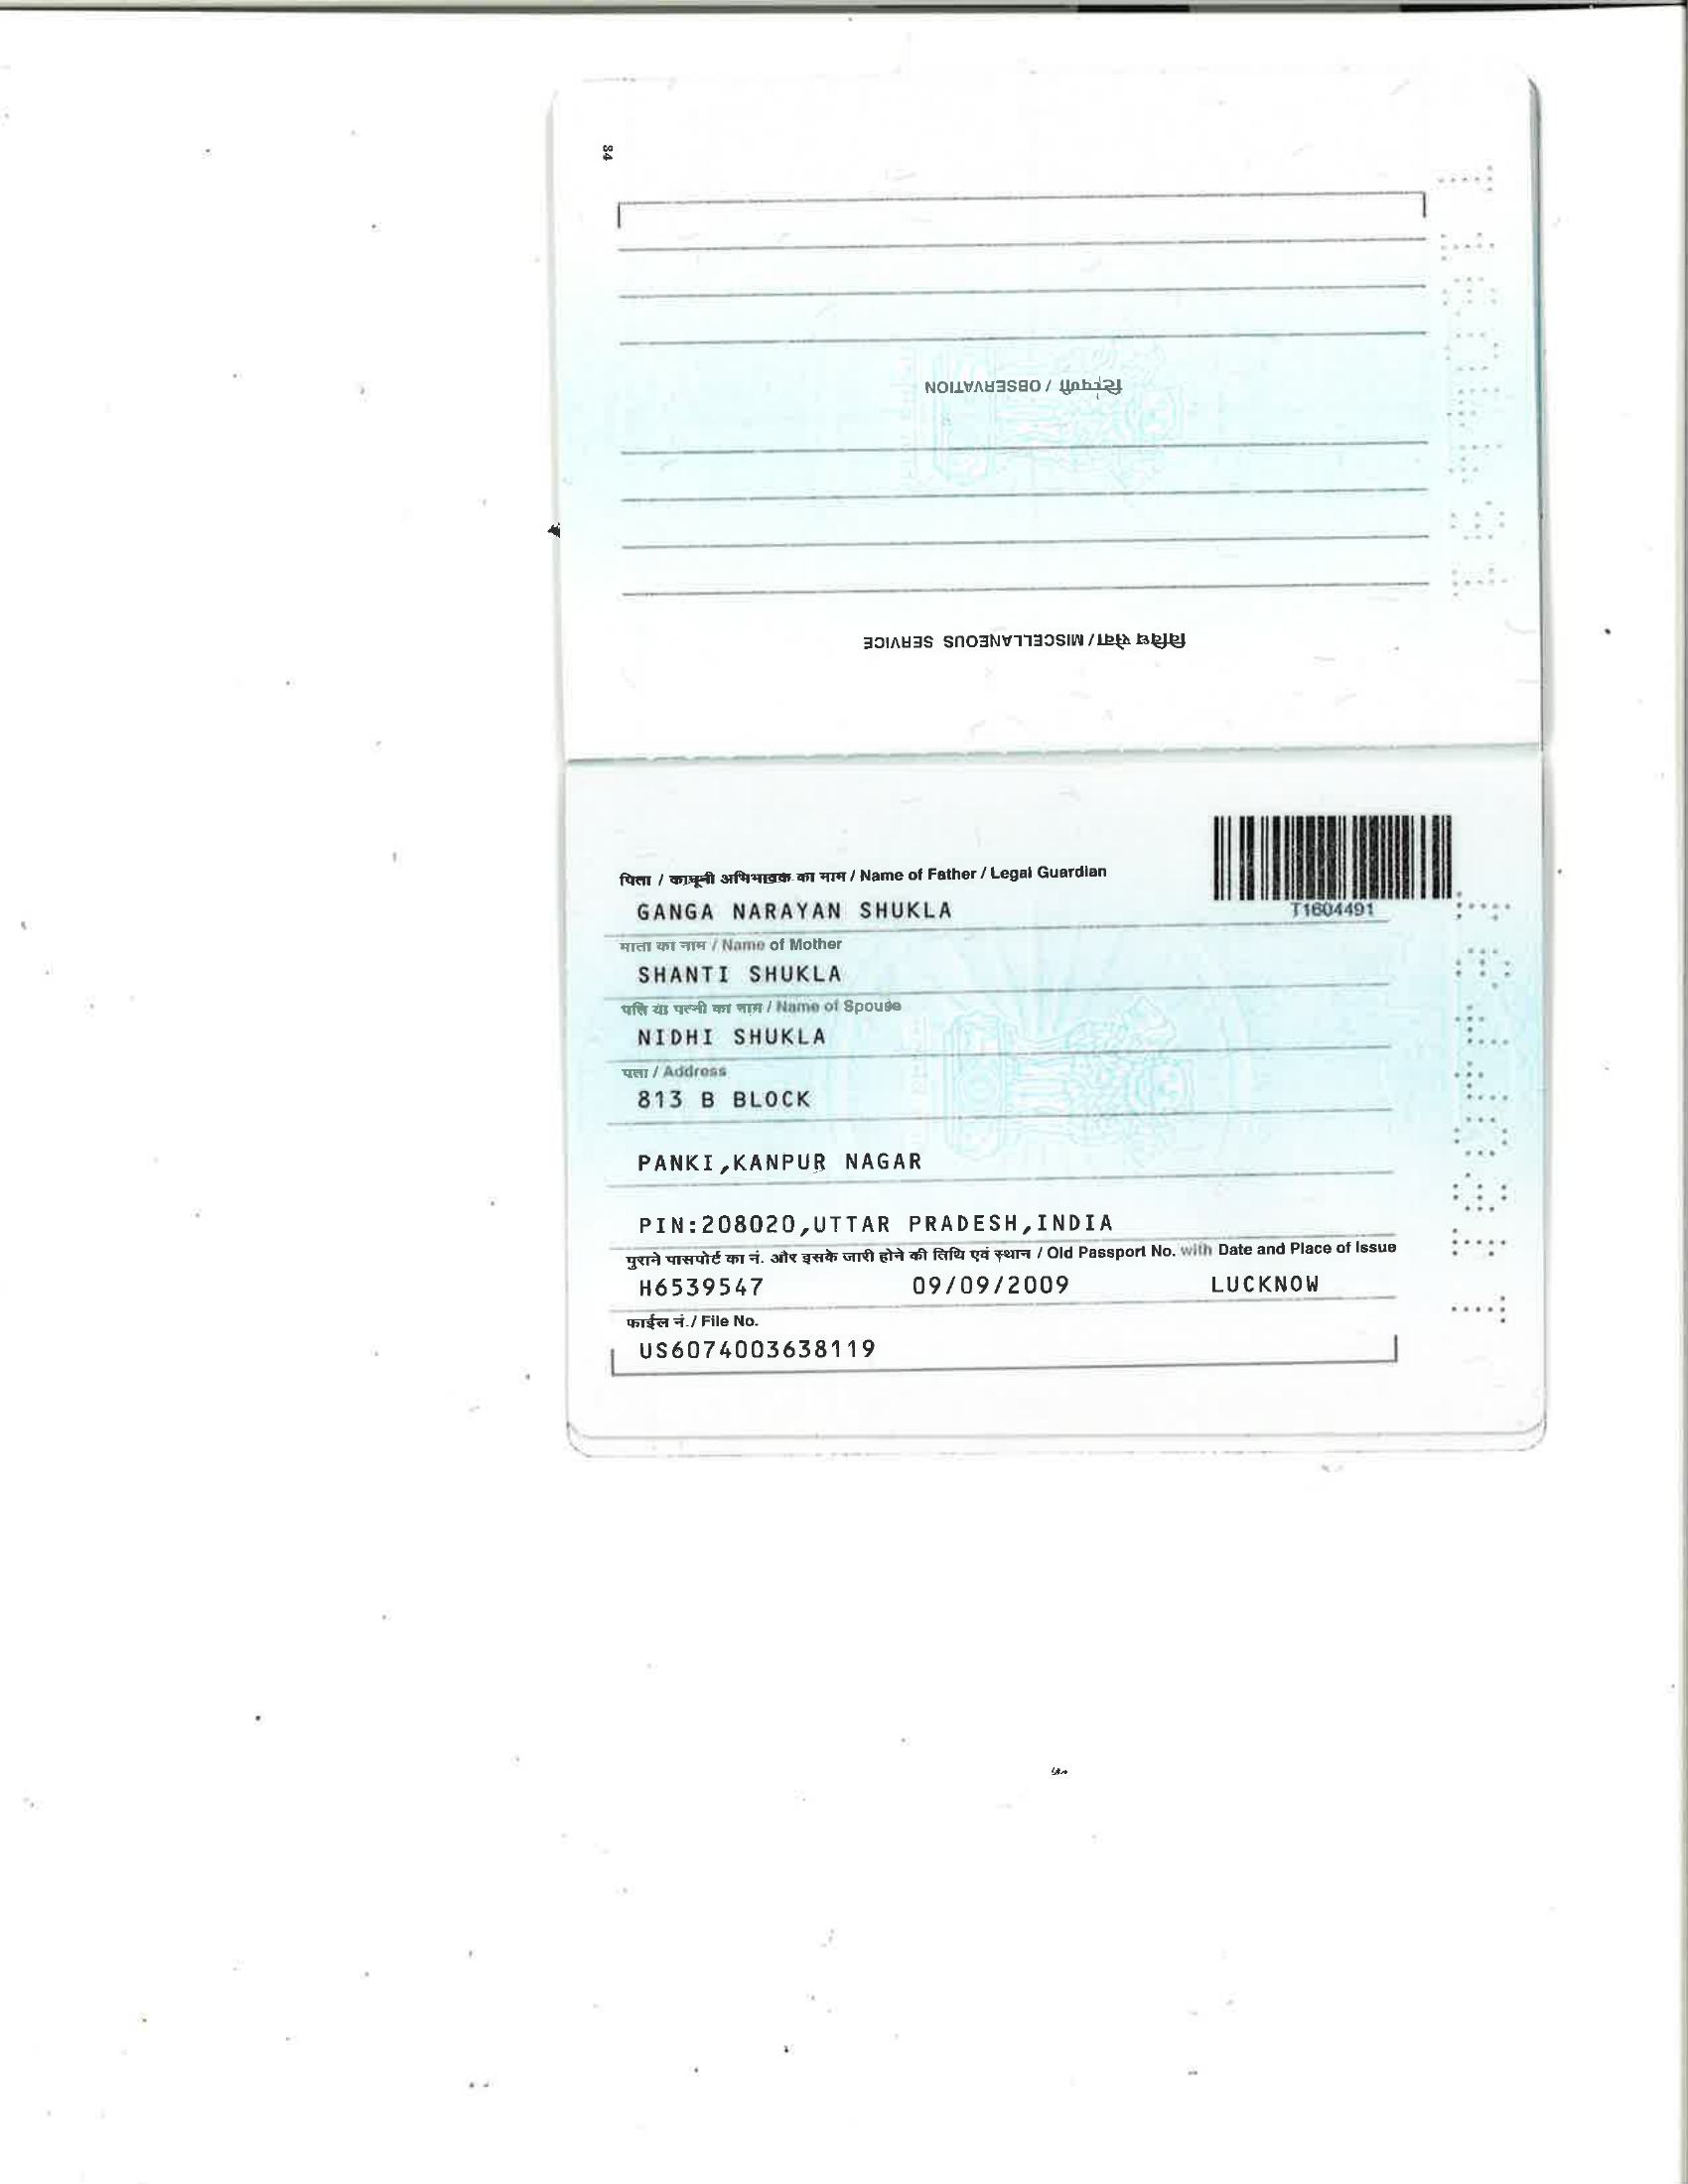 34
टिप्पणी / OBSERVATION
विविध सेवा / MISCELLANEOUS SERVICE
पिता / कानूनी अभिभावक का नाम / Name of Father / Legal Guardian
GANGA NARAYAN SHUKLA
T1604491
माता का नाम / Name of Mother
SHANTI SHUKLA
पति या पत्नी का नाम / Name of Spouse
NIDHI SHUKLA
पता / Address
813 B BLOCK
PANKI,KANPUR NAGAR
PIN:208020,UTTAR PRADESH,INDIA
पुराने पासपोर्ट का नं. और इसके जारी होने की तिथि एवं स्थान / Old Passport No. with Date and Place of Issue
H6539547 09/09/2009 LUCKNOW
फाईल नं./ File No.
US6074003638119